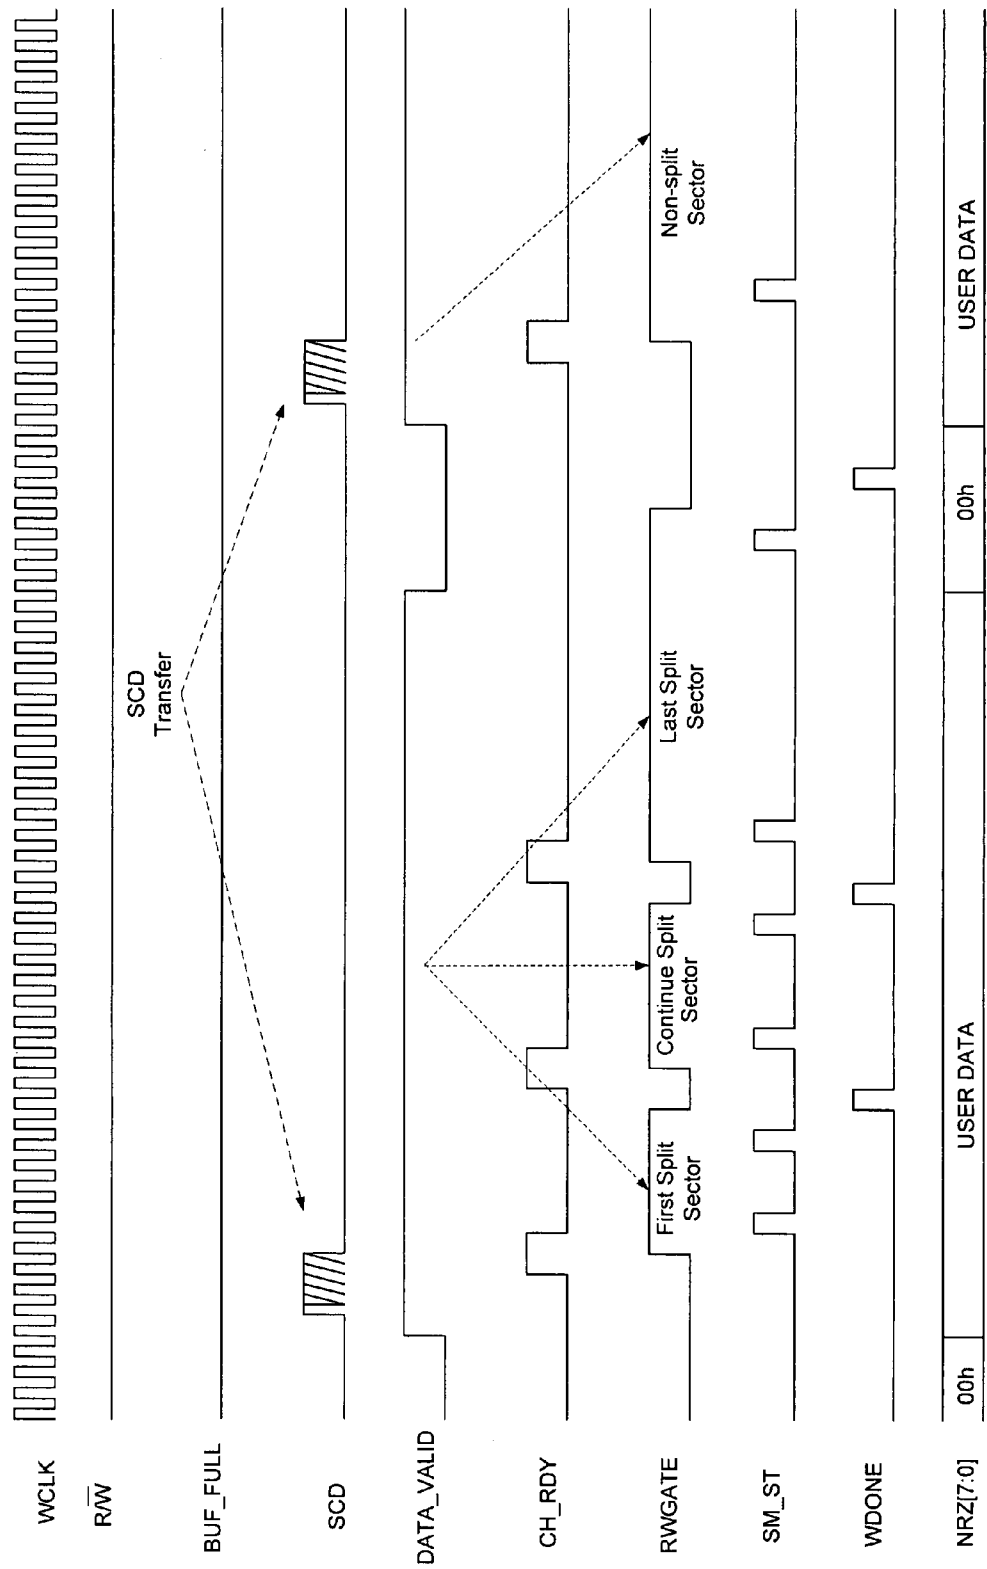 WCLK
R/W
BUF_FULL
SCD
DATA_VALID
CH_RDY
RWGATE
SM_ST
WDONE
NRZ[7:0]
SCD
Transfer
First Split
Sector
Continue Split
Sector
Last Split
Sector
Non-split
Sector
00h
USER DATA
00h
USER DATA